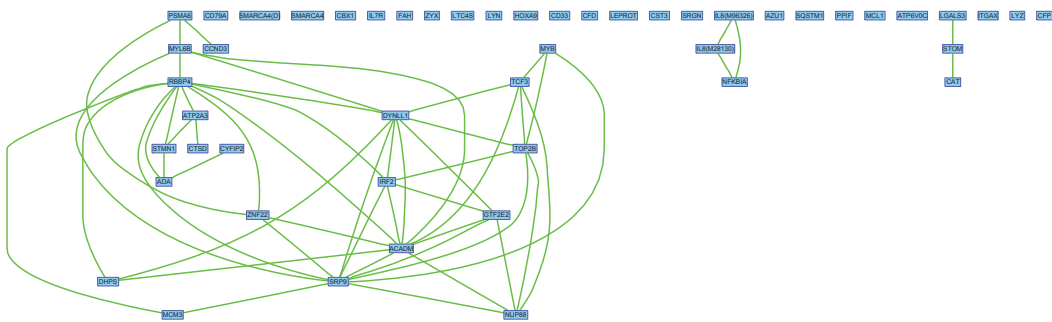 PSMA6 CD79A SMARCA4(D) SMARCA4 CBX1 IL7R FAH ZYX LTC4S LYN HOXA9 CD33 CFD LEPROT CST3 SRGN IL8(M96326) AZU1 SQSTM1 PPIF MCL1 ATP6V0C LGALS3 ITGAX LYZ CFP
MYL6B CCND3 MYB IL8(M28130) STOM
RBBP4 TCF3 NFKBIA CAT
ATP2A3 DYNLL1
STMN1 CTSD CYFIP2 TOP2B
ADA IRF2
ZNF22 GTF2E2
ACADM
DHPS SRP9
MCM3 NUP88